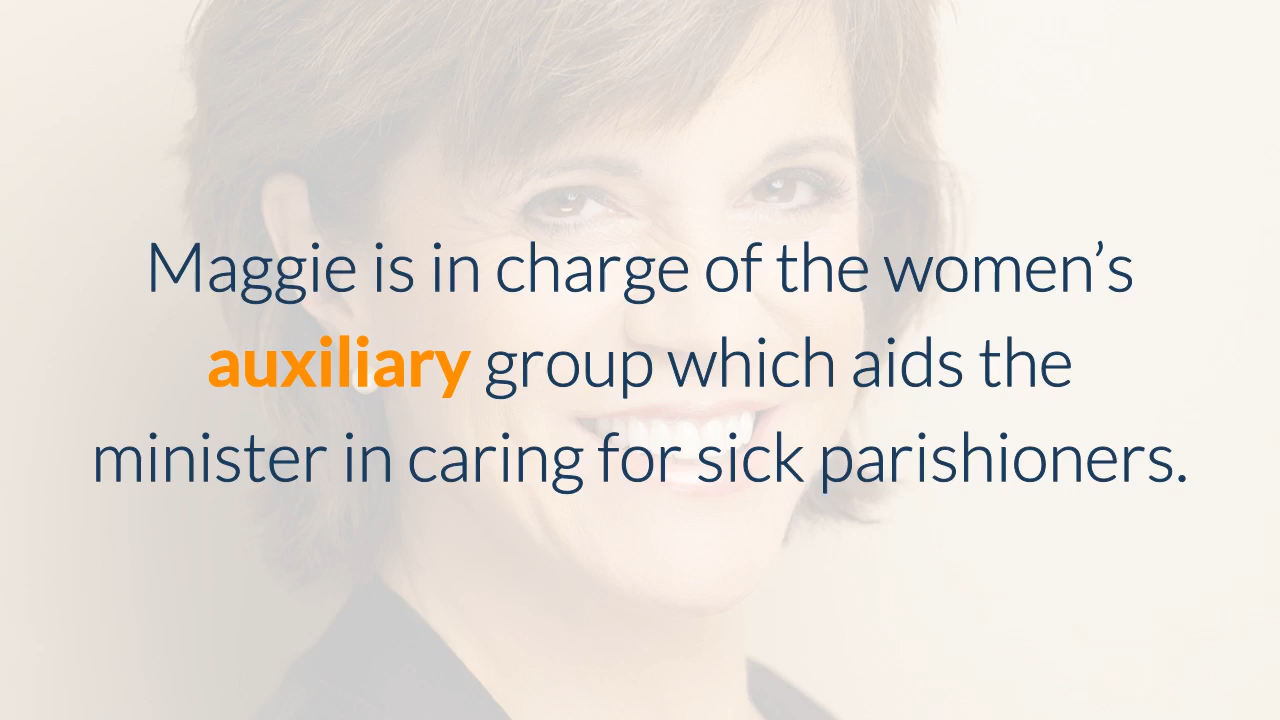 Maggie is in charge of the women’s
auxiliary group which aids the
minister in caring for sick parishioners.